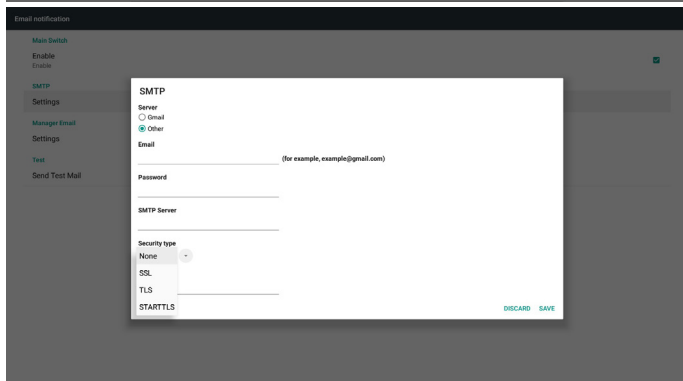 Email notification
Main Switch
Enable
Enable
SMTP
Settings
Manager Email
Settings
Test
Send Test Mail
SMTP
Server
Gmail
Other
Email
(for example, example@gmail.com)
Password
SMTP Server
Security type
None
SSL
TLS
STARTTLS
DISCARD SAVE